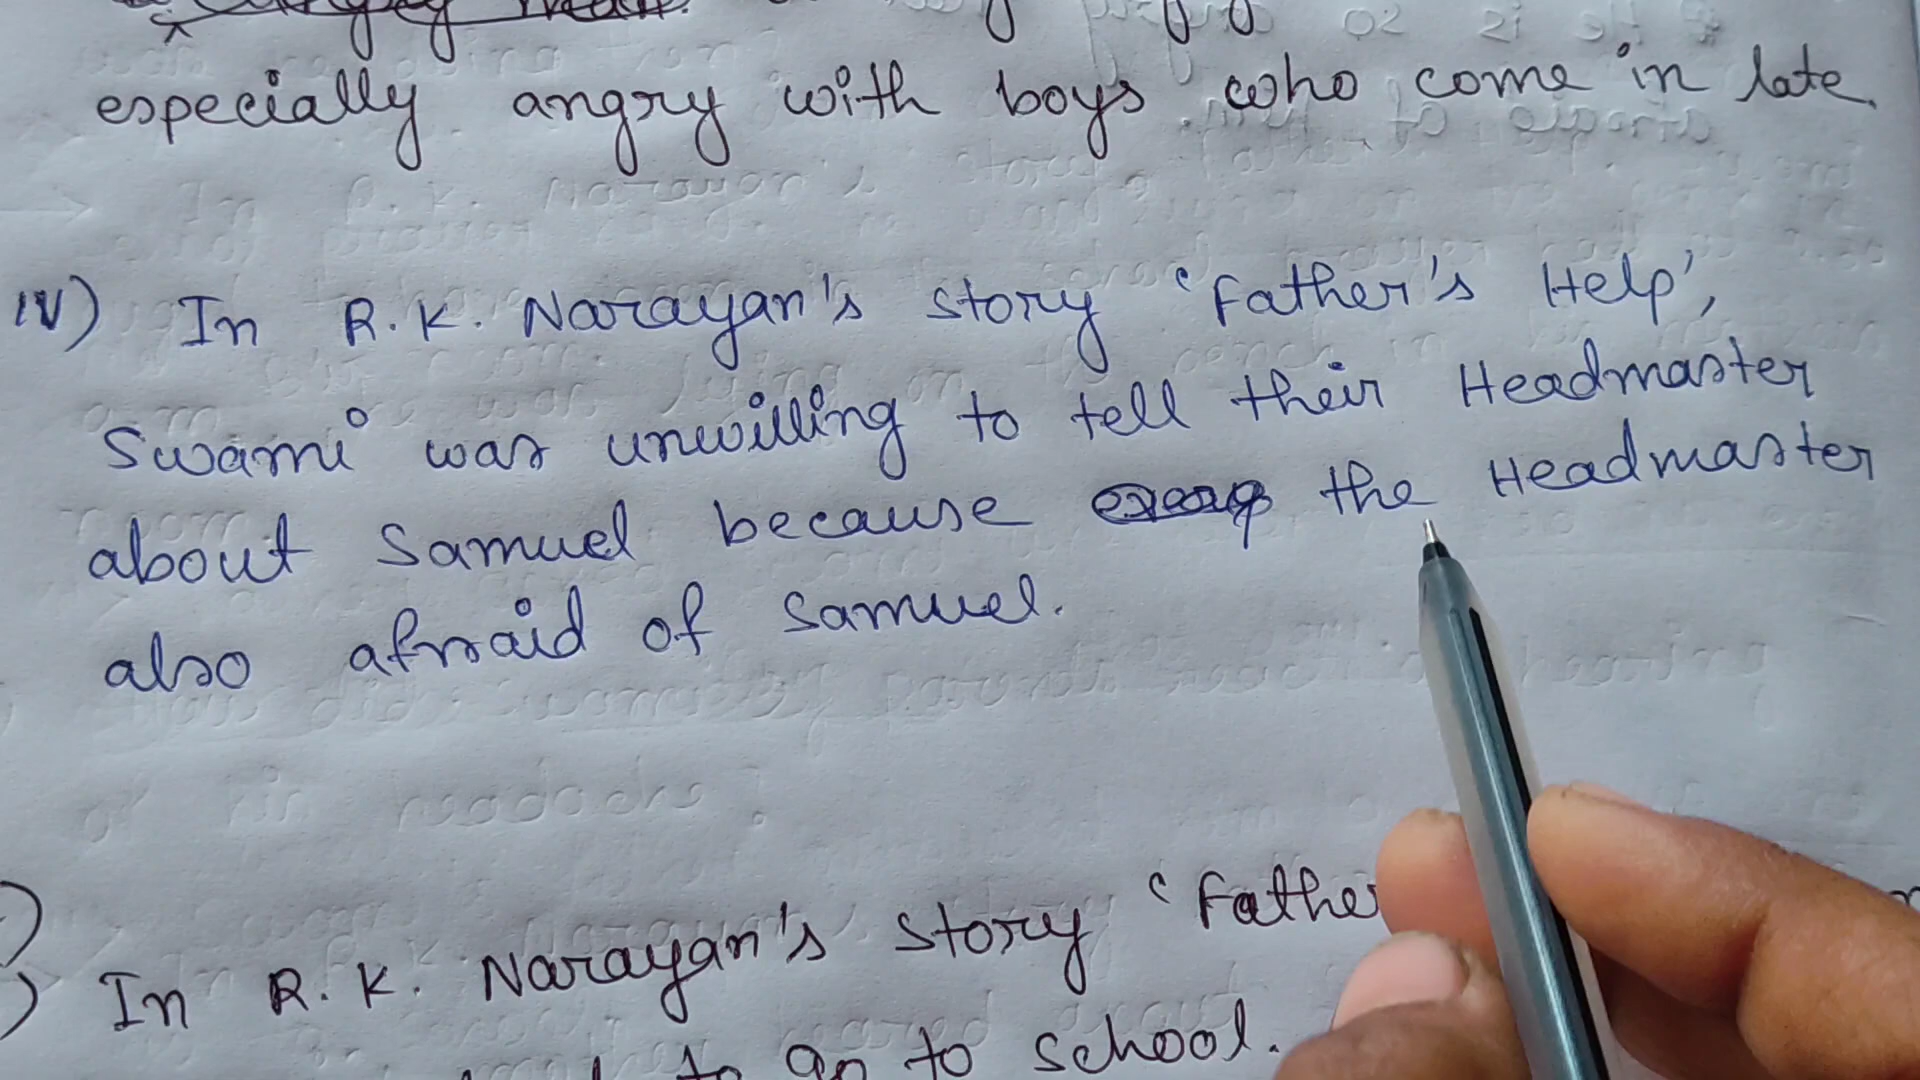 especially angry with boys who come in late.
IV) In R.K. Narayan's story 'Father's Help',
Swami was unwilling to tell their Headmaster
about Samuel because the Headmaster
also afraid of Samuel.
In R.K. Narayan's story 'Father
to go to school.